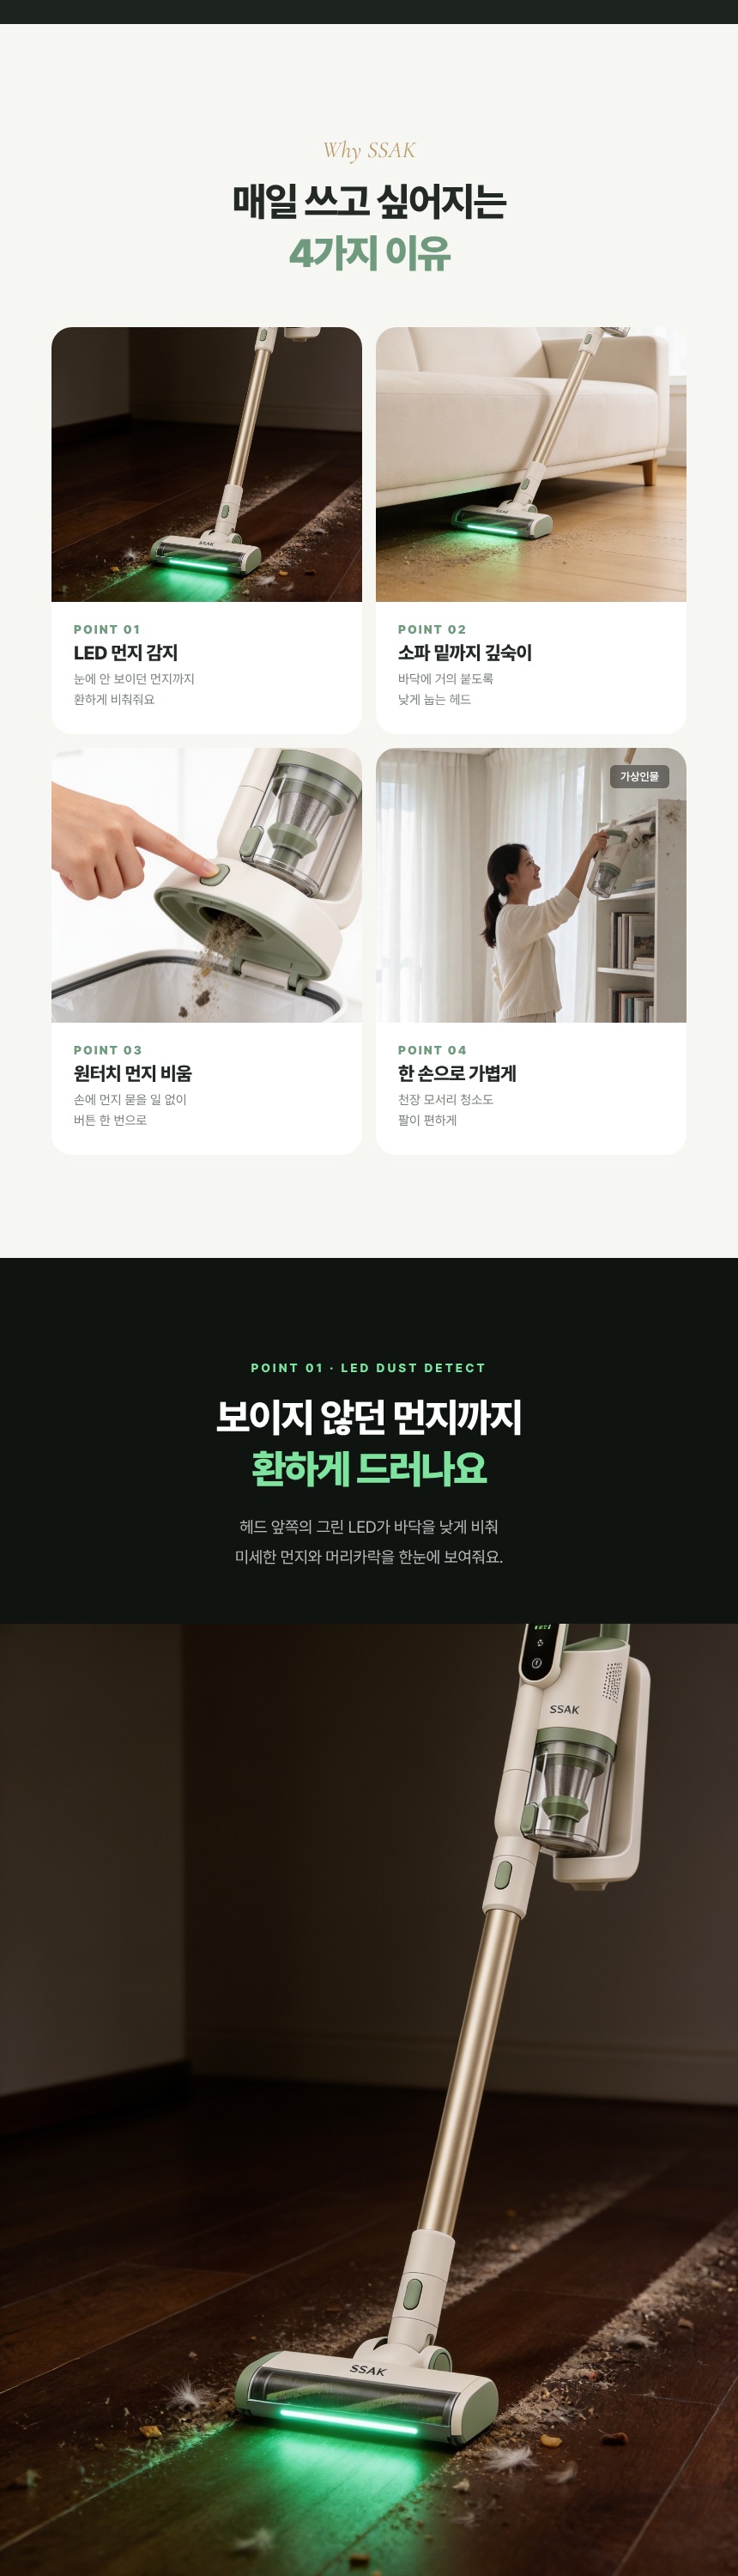 Why SSAK
매일 쓰고 싶어지는
4가지 이유
SSAK
POINT 01
LED 먼지 감지
눈에 안 보이던 먼지까지
환하게 비춰줘요
SSAK
POINT 02
소파 밑까지 깊숙이
바닥에 거의 붙도록
낮게 눕는 헤드
POINT 03
원터치 먼지 비움
손에 먼지 묻을 일 없이
버튼 한 번으로
가상인물
POINT 04
한 손으로 가볍게
천장 모서리 청소도
팔이 편하게
POINT 01 · LED DUST DETECT
보이지 않던 먼지까지
환하게 드러나요
헤드 앞쪽의 그린 LED가 바닥을 낮게 비춰
미세한 먼지와 머리카락을 한눈에 보여줘요.
SSAK
SSAK